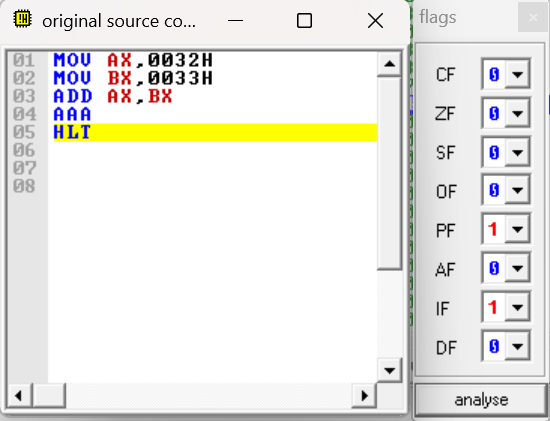 original source co...
01 MOV AX,0032H
02 MOV BX,0033H
03 ADD AX,BX
04 AAA
05 HLT
06
07
08
flags
CF 0
ZF 0
SF 0
OF 0
PF 1
AF 0
IF 1
DF 0
analyse